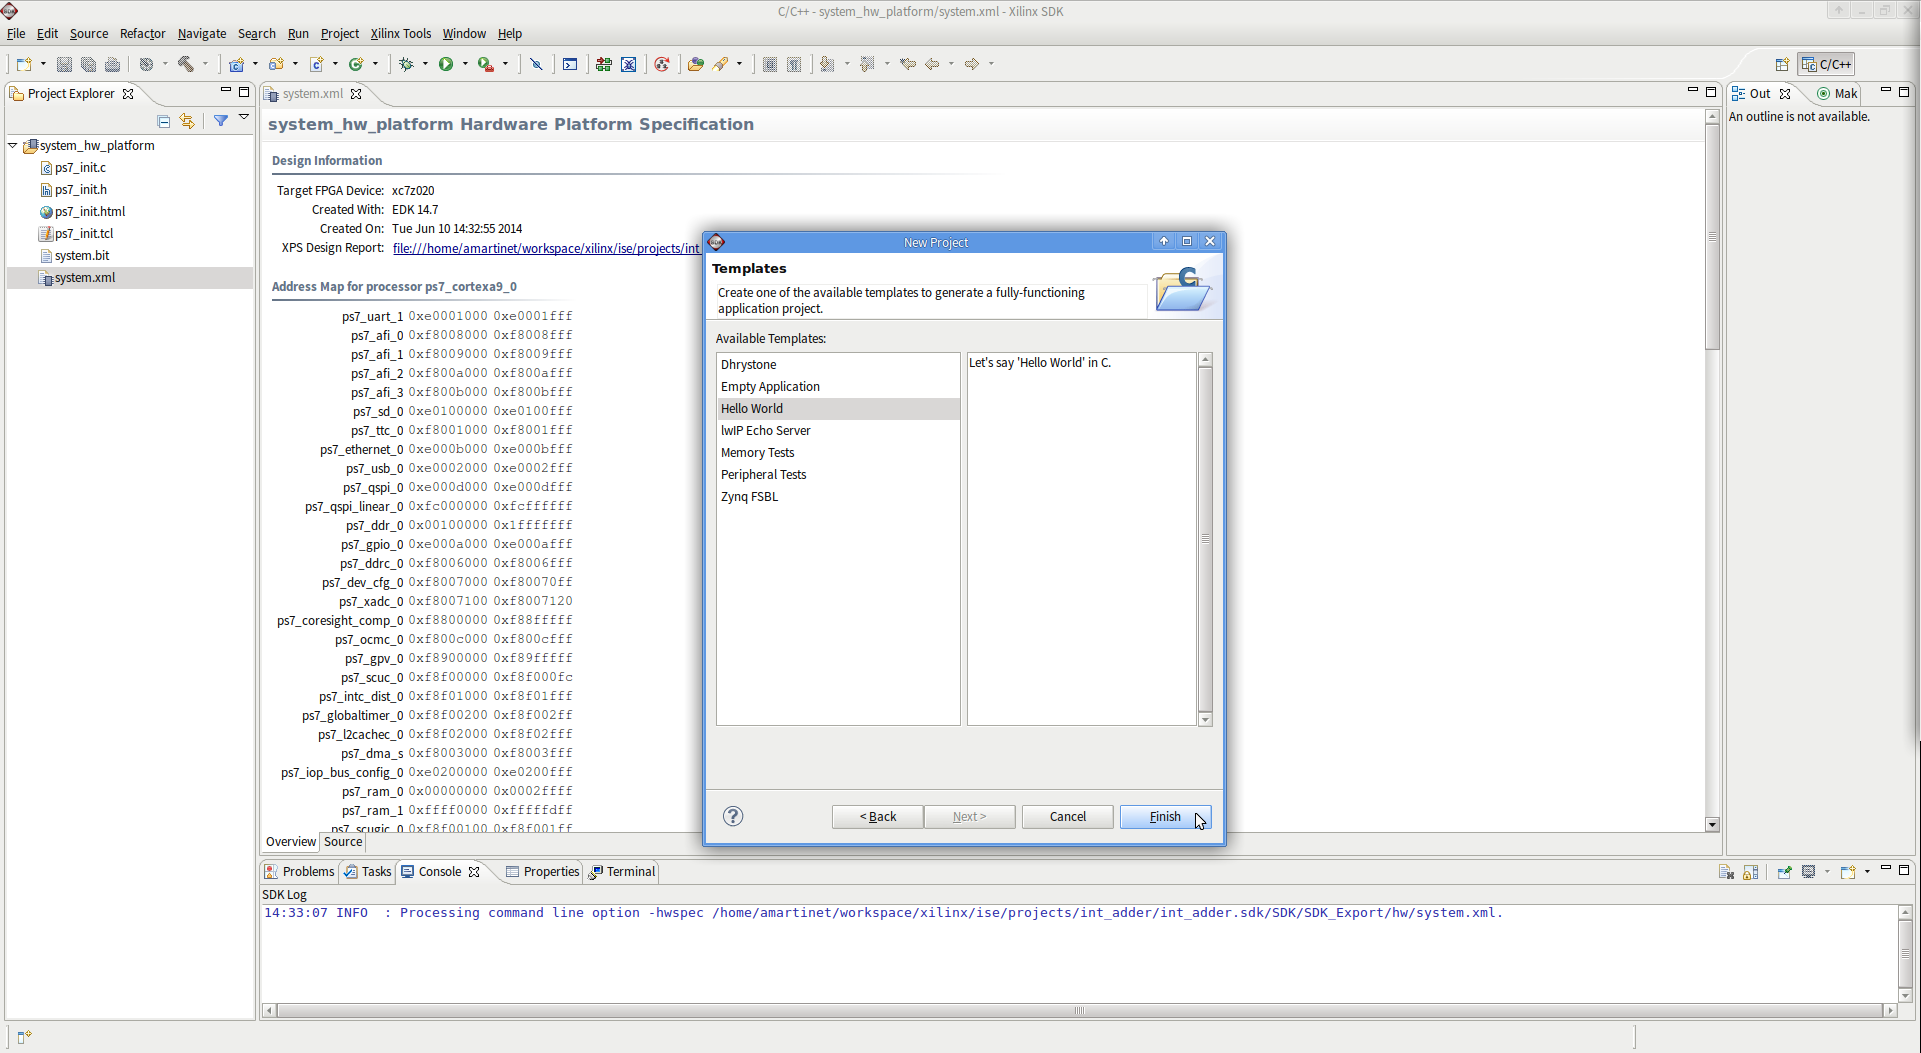 C/C++ - system_hw_platform/system.xml - Xilinx SDK
File Edit Source Refactor Navigate Search Run Project Xilinx Tools Window Help
C/C++
Project Explorer
system_hw_platform
ps7_init.c
ps7_init.h
ps7_init.html
ps7_init.tcl
system.bit
system.xml
system.xml
system_hw_platform Hardware Platform Specification
Design Information
Target FPGA Device: xc7z020
Created With: EDK 14.7
Created On: Tue Jun 10 14:32:55 2014
XPS Design Report: file:///home/amartinet/workspace/xilinx/ise/projects/int
Address Map for processor ps7_cortexa9_0
ps7_uart_1 0xe0001000 0xe0001fff
ps7_afi_0 0xf8008000 0xf8008fff
ps7_afi_1 0xf8009000 0xf8009fff
ps7_afi_2 0xf800a000 0xf800afff
ps7_afi_3 0xf800b000 0xf800bfff
ps7_sd_0 0xe0100000 0xe0100fff
ps7_ttc_0 0xf8001000 0xf8001fff
ps7_ethernet_0 0xe000b000 0xe000bfff
ps7_usb_0 0xe0002000 0xe0002fff
ps7_qspi_0 0xe000d000 0xe000dfff
ps7_qspi_linear_0 0xfc000000 0xfcffffff
ps7_ddr_0 0x00100000 0x1fffffff
ps7_gpio_0 0xe000a000 0xe000afff
ps7_ddrc_0 0xf8006000 0xf8006fff
ps7_dev_cfg_0 0xf8007000 0xf80070ff
ps7_xadc_0 0xf8007100 0xf8007120
ps7_coresight_comp_0 0xf8800000 0xf88fffff
ps7_ocmc_0 0xf800c000 0xf800cfff
ps7_gpv_0 0xf8900000 0xf89fffff
ps7_scuc_0 0xf8f00000 0xf8f000fc
ps7_intc_dist_0 0xf8f01000 0xf8f01fff
ps7_globaltimer_0 0xf8f00200 0xf8f002ff
ps7_l2cachec_0 0xf8f02000 0xf8f02fff
ps7_dma_s 0xf8003000 0xf8003fff
ps7_iop_bus_config_0 0xe0200000 0xe0200fff
ps7_ram_0 0x00000000 0x0002ffff
ps7_ram_1 0xffff0000 0xfffffdff
ps7_scugic_0 0xf8f00100 0xf8f001ff
Overview Source
New Project
Templates
Create one of the available templates to generate a fully-functioning
application project.
Available Templates:
Dhrystone
Empty Application
Hello World
lwIP Echo Server
Memory Tests
Peripheral Tests
Zynq FSBL
Let's say 'Hello World' in C.
< Back Next > Cancel Finish
Out Mak
An outline is not available.
Problems Tasks Console Properties Terminal
SDK Log
14:33:07 INFO : Processing command line option -hwspec /home/amartinet/workspace/xilinx/ise/projects/int_adder/int_adder.sdk/SDK/SDK_Export/hw/system.xml.